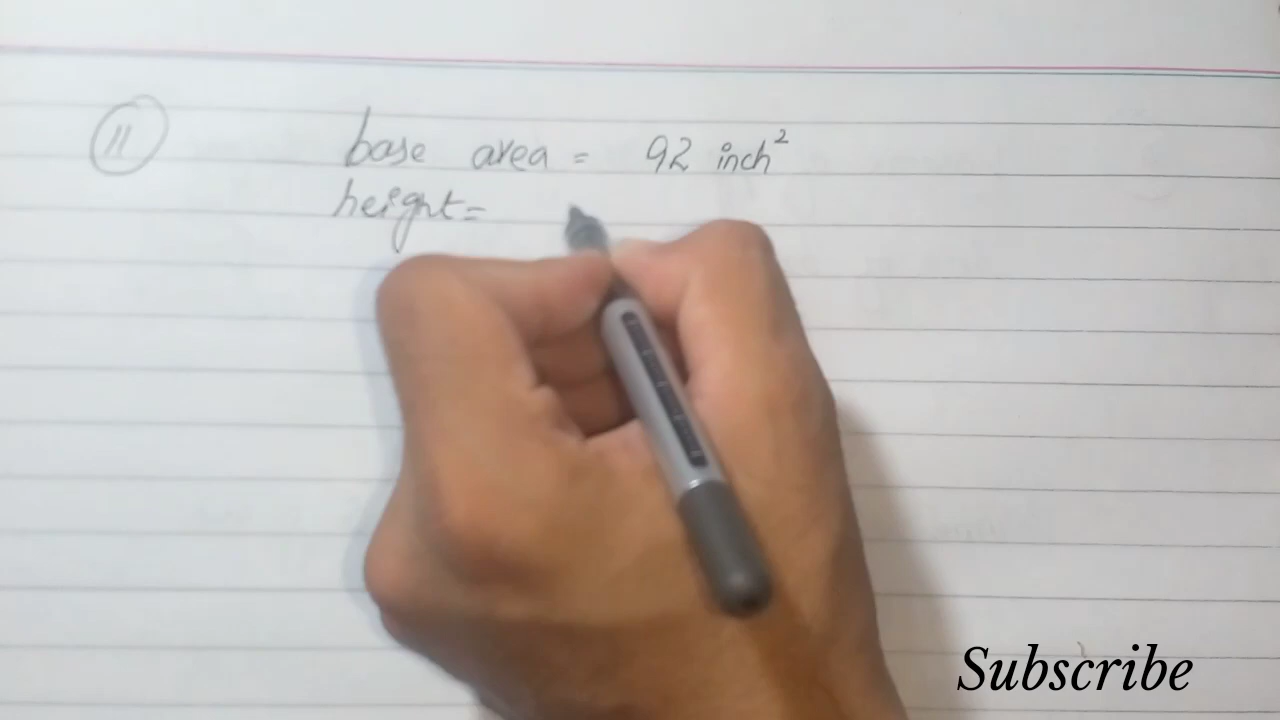 11
base area = 92 inch²
height=
Subscribe